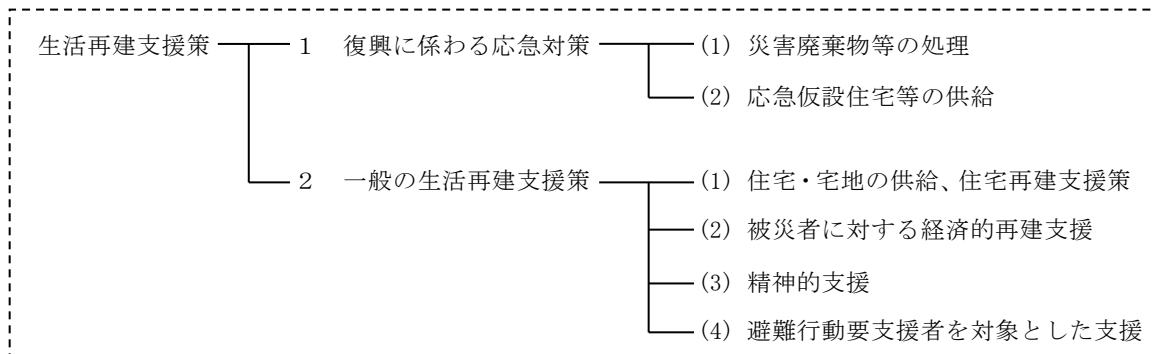 生活再建支援策 1 復興に係わる応急対策 (1) 災害廃棄物等の処理
(2) 応急仮設住宅等の供給
2 一般の生活再建支援策 (1) 住宅・宅地の供給、住宅再建支援策
(2) 被災者に対する経済的再建支援
(3) 精神的支援
(4) 避難行動要支援者を対象とした支援